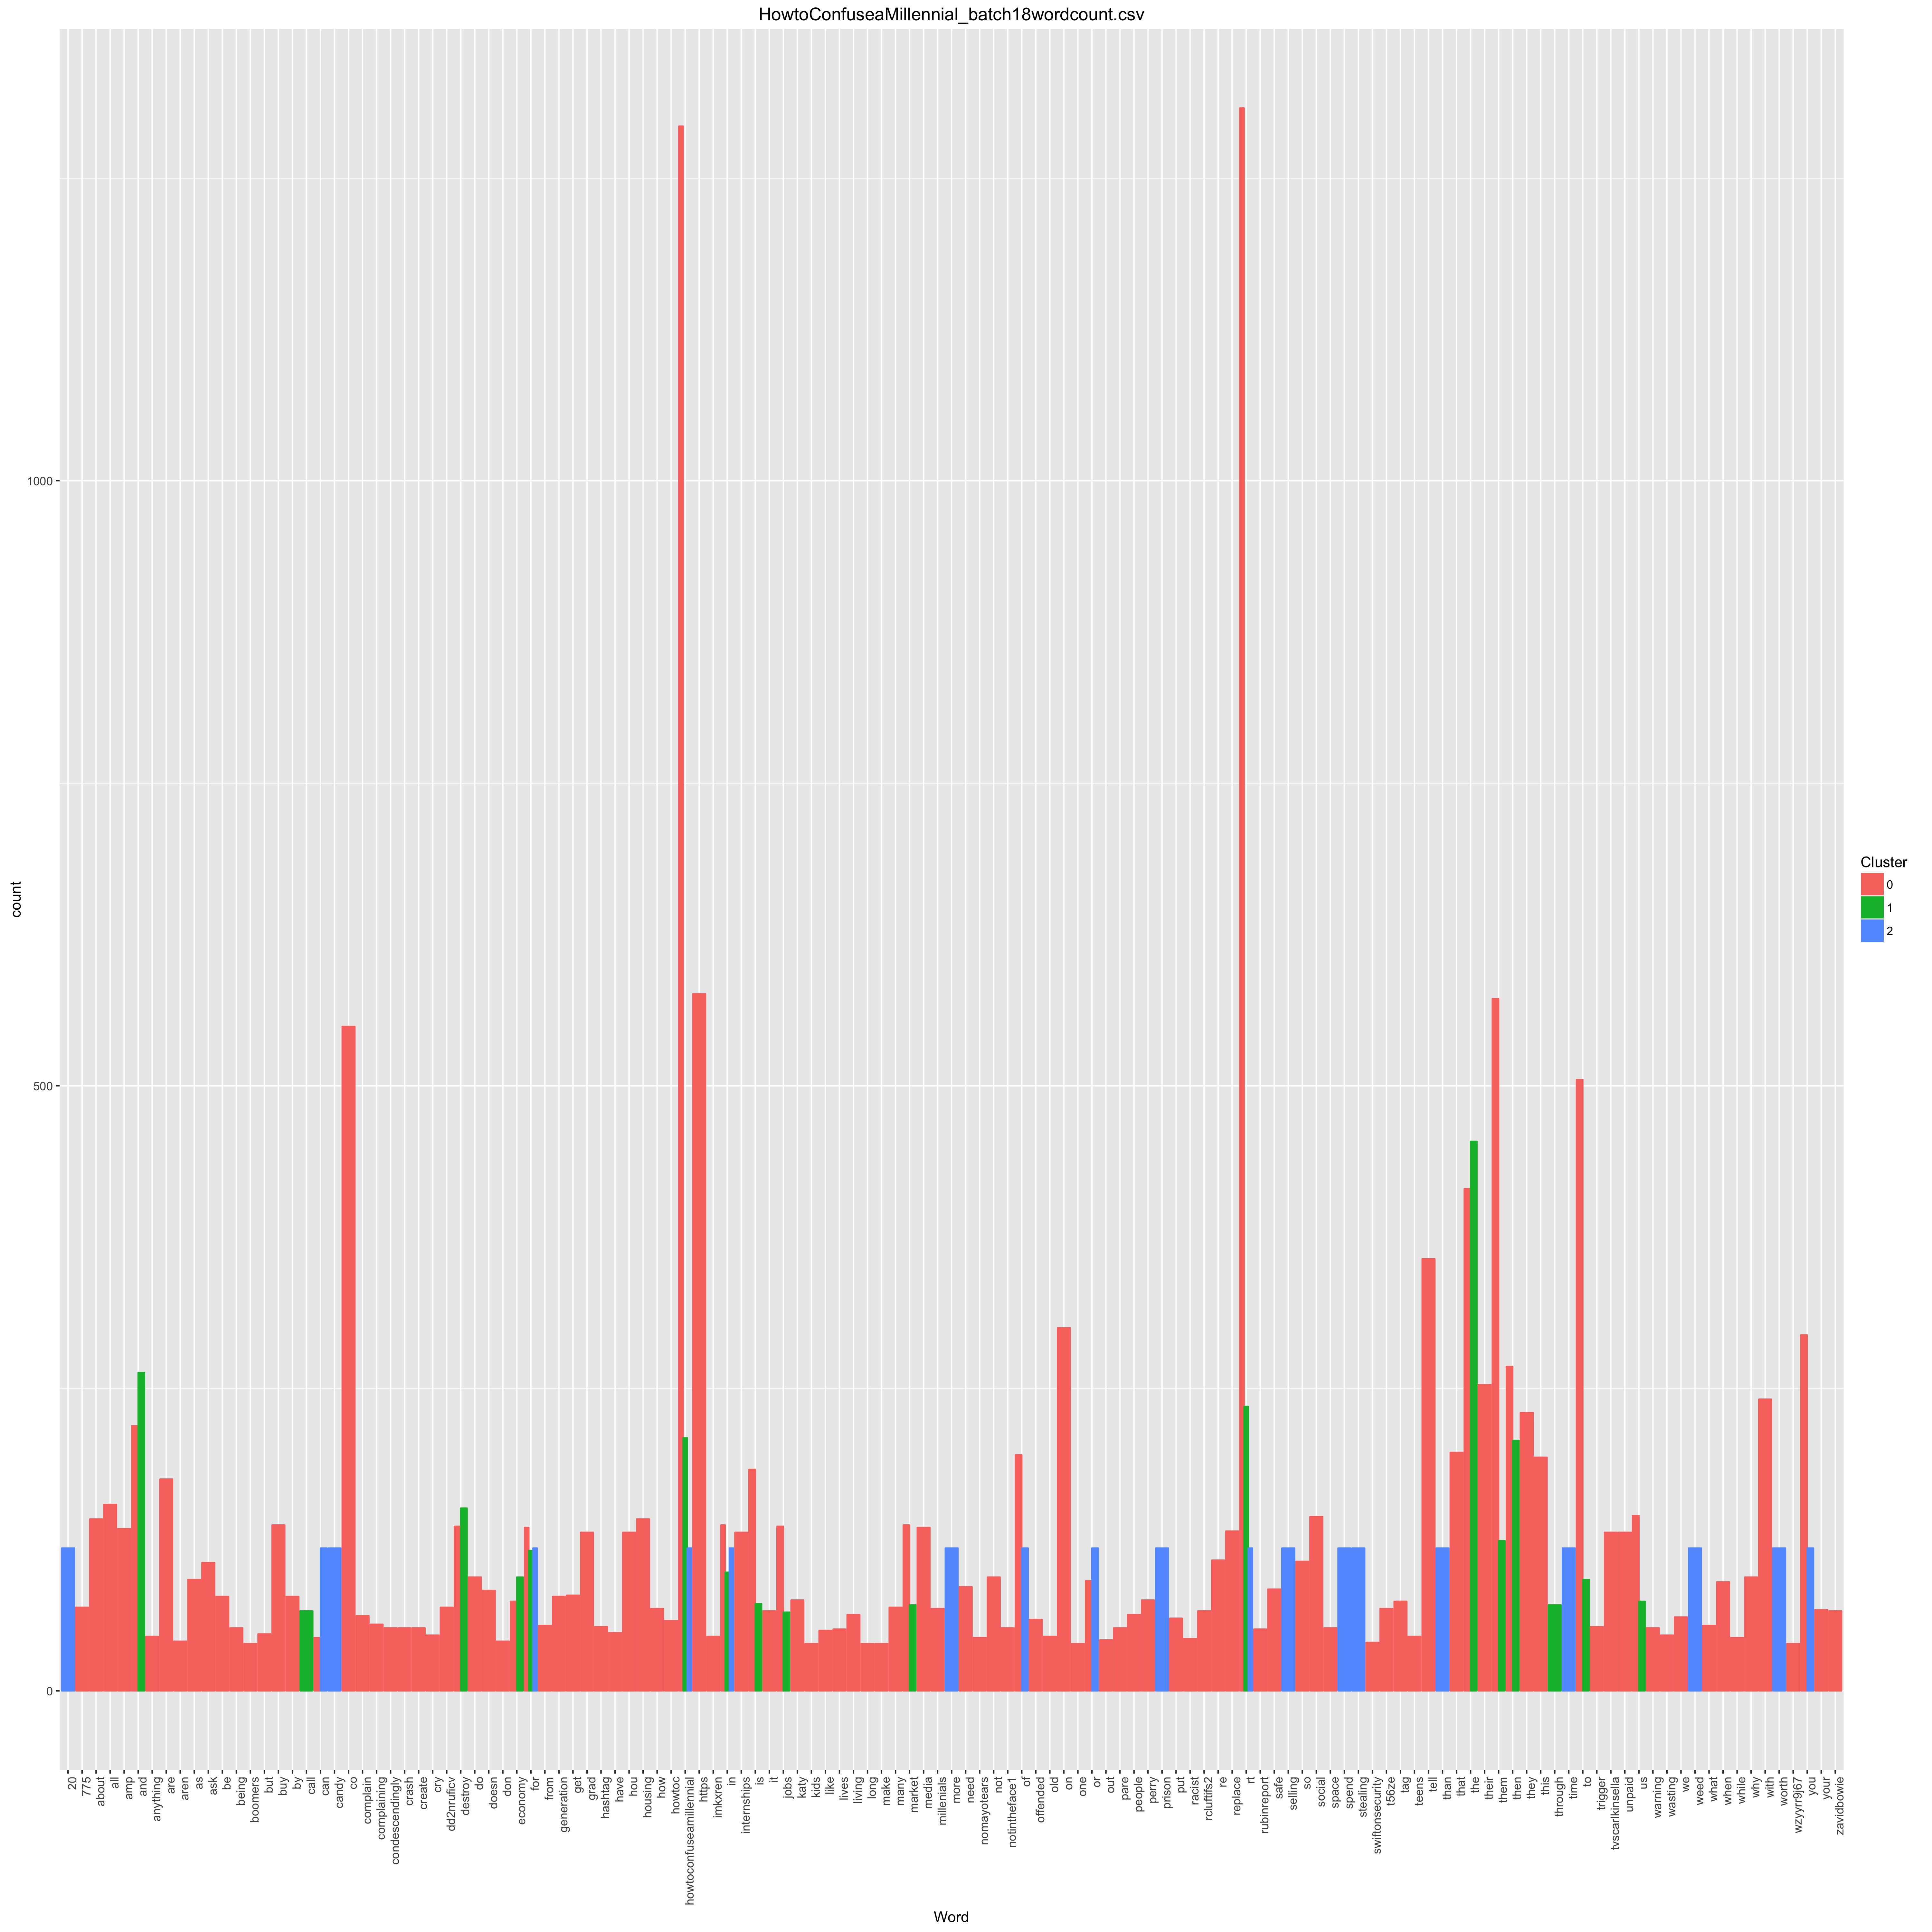 HowtoConfuseaMillennial_batch18wordcount.csv
count
1000
500
0
20
775
about
all
amp
and
anything
are
aren
as
ask
be
being
boomers
but
buy
by
call
can
candy
co
complain
complaining
condescendingly
crash
create
cry
dd2nruficv
destroy
do
doesn
don
economy
for
from
generation
get
grad
hashtag
have
hou
housing
how
howtoc
howtoconfuseamillennial
https
imkxren
in
internships
is
it
jobs
katy
kids
like
lives
living
long
make
many
market
media
millenials
more
need
nomayotears
not
notintheface1
of
offended
old
on
one
or
out
pare
people
perry
prison
put
racist
rcluftifs2
re
replace
rt
rubinreport
safe
selling
so
social
space
spend
stealing
swiftonsecurity
t56ze
tag
teens
tell
than
that
the
their
them
then
they
this
through
time
to
trigger
tvscarlkinsella
unpaid
us
warning
wasting
we
weed
what
when
while
why
with
worth
wzyyrr9j67
you
your
zavidbowie
Word
Cluster
0
1
2